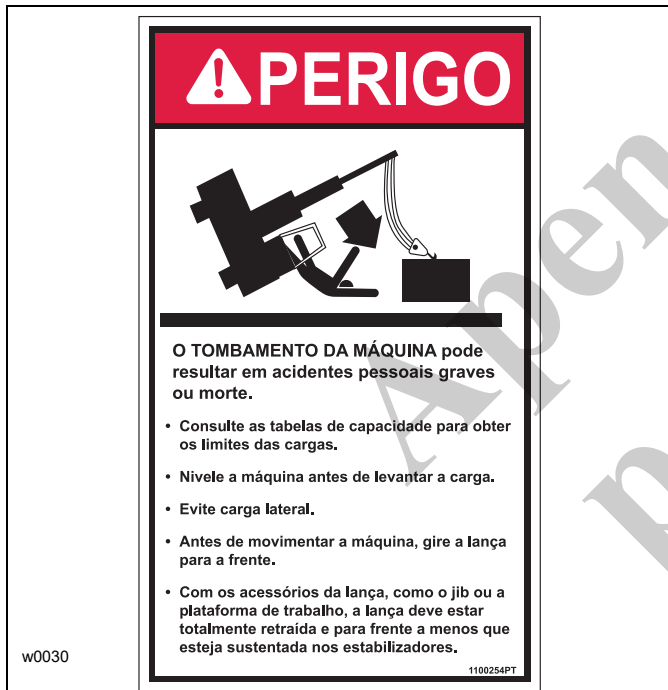 PERIGO
O TOMBAMENTO DA MÁQUINA pode
resultar em acidentes pessoais graves
ou morte.
• Consulte as tabelas de capacidade para obter
os limites das cargas.
• Nivele a máquina antes de levantar a carga.
• Evite carga lateral.
• Antes de movimentar a máquina, gire a lança
para a frente.
• Com os acessórios da lança, como o jib ou a
plataforma de trabalho, a lança deve estar
totalmente retraída e para frente a menos que
esteja sustentada nos estabilizadores.
1100254PT
w0030